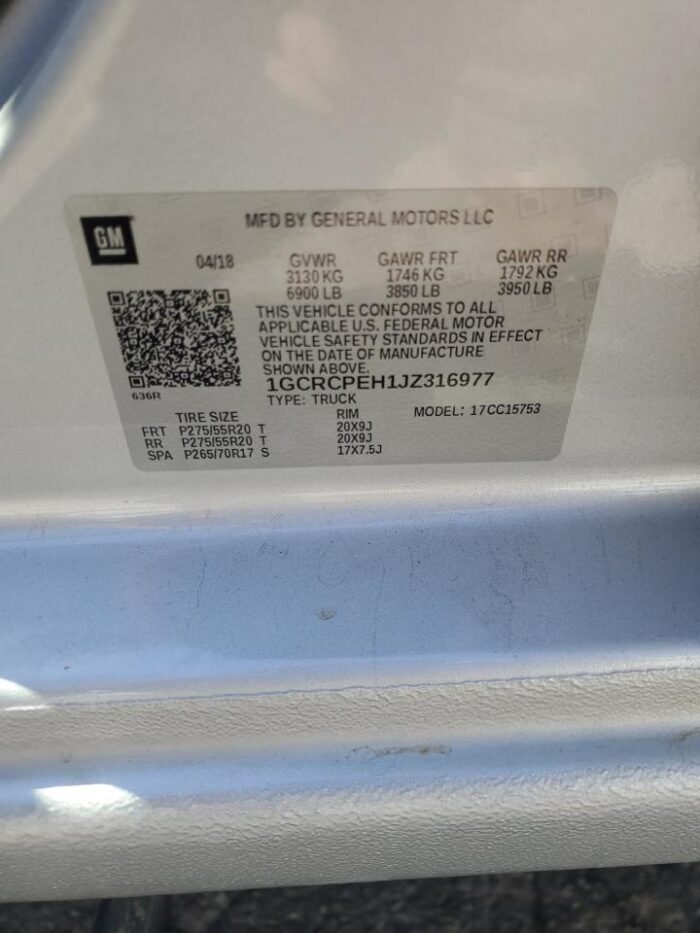 GM
MFD BY GENERAL MOTORS LLC
04/18 GVWR GAWR FRT GAWR RR
3130 KG 1746 KG 1792 KG
6900 LB 3850 LB 3950 LB
THIS VEHICLE CONFORMS TO ALL
APPLICABLE U.S. FEDERAL MOTOR
VEHICLE SAFETY STANDARDS IN EFFECT
ON THE DATE OF MANUFACTURE
SHOWN ABOVE.
1GCRCPEH1JZ316977
636R
TYPE: TRUCK MODEL: 17CC15753
TIRE SIZE RIM
FRT P275/55R20 T 20X9J
RR P275/55R20 T 20X9J
SPA P265/70R17 S 17X7.5J